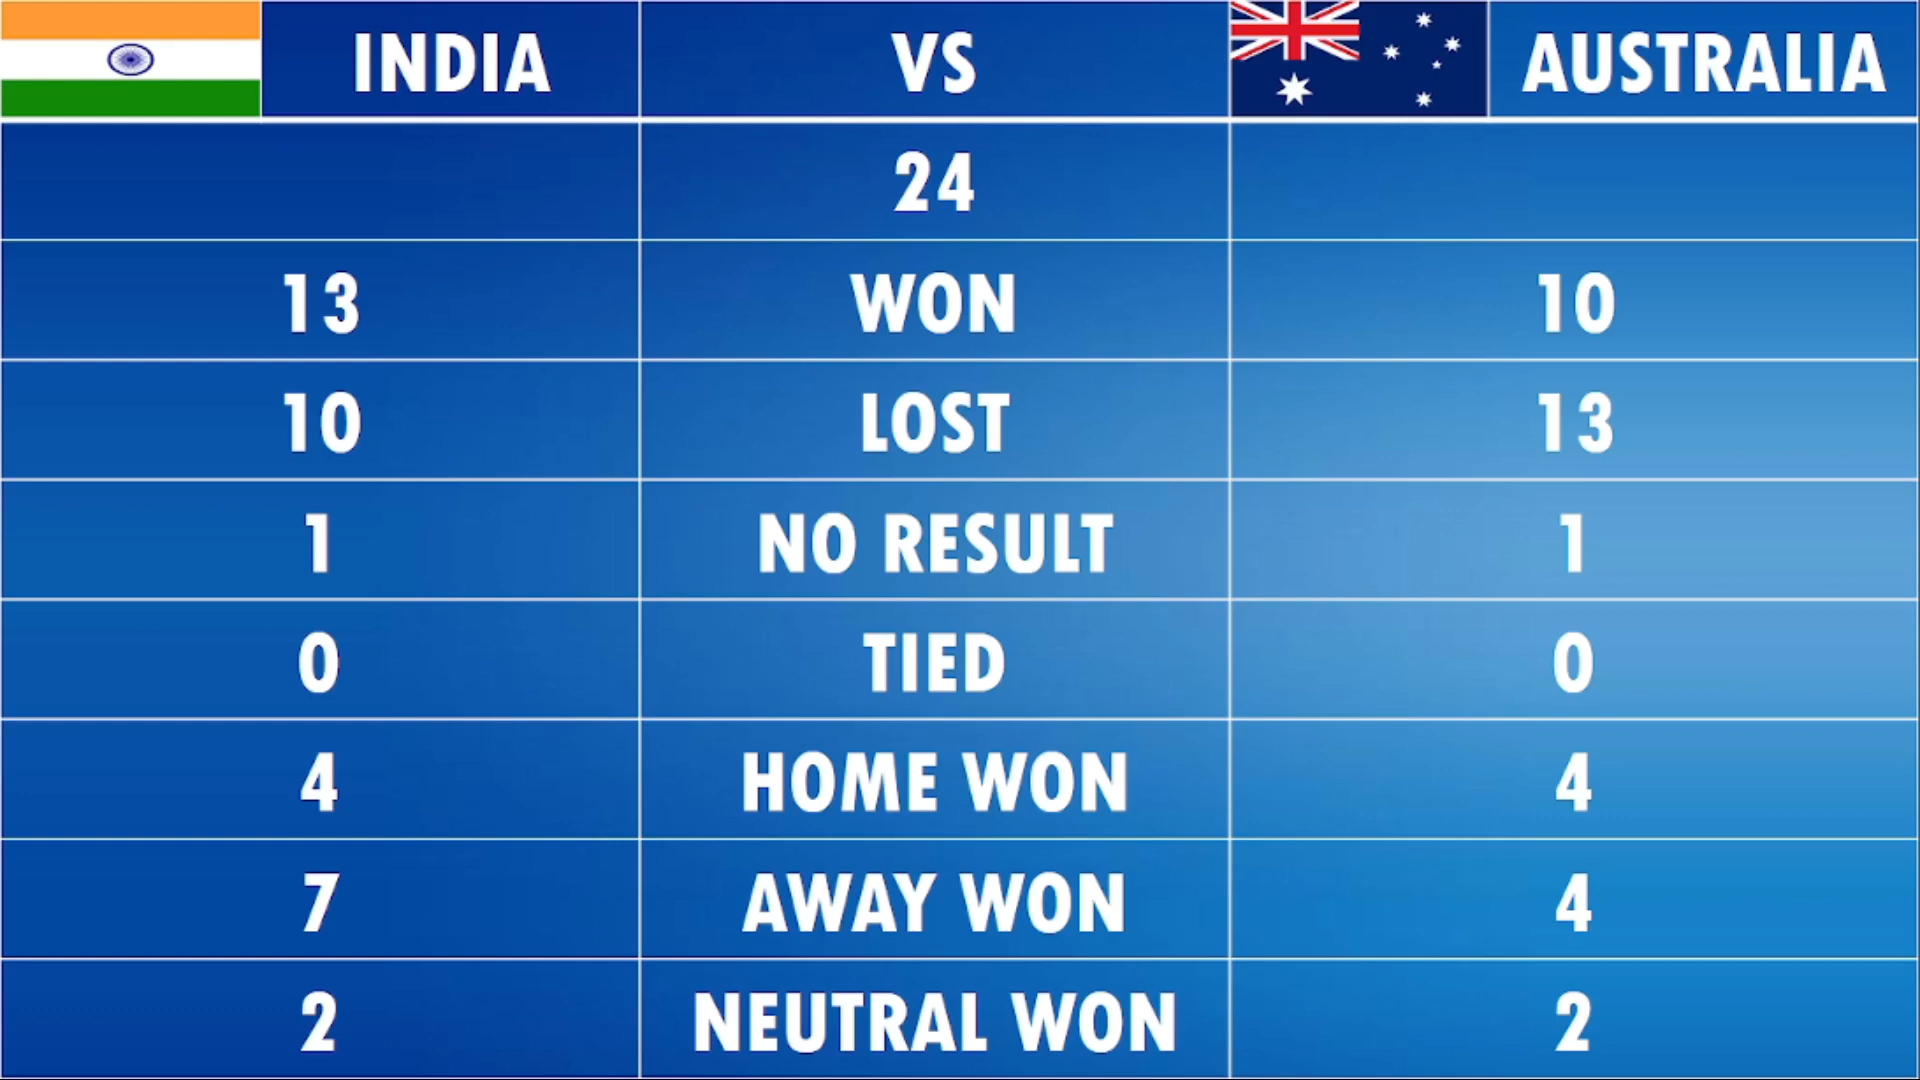 INDIA VS AUSTRALIA
24
13 WON 10
10 LOST 13
1 NO RESULT 1
0 TIED 0
4 HOME WON 4
7 AWAY WON 4
2 NEUTRAL WON 2